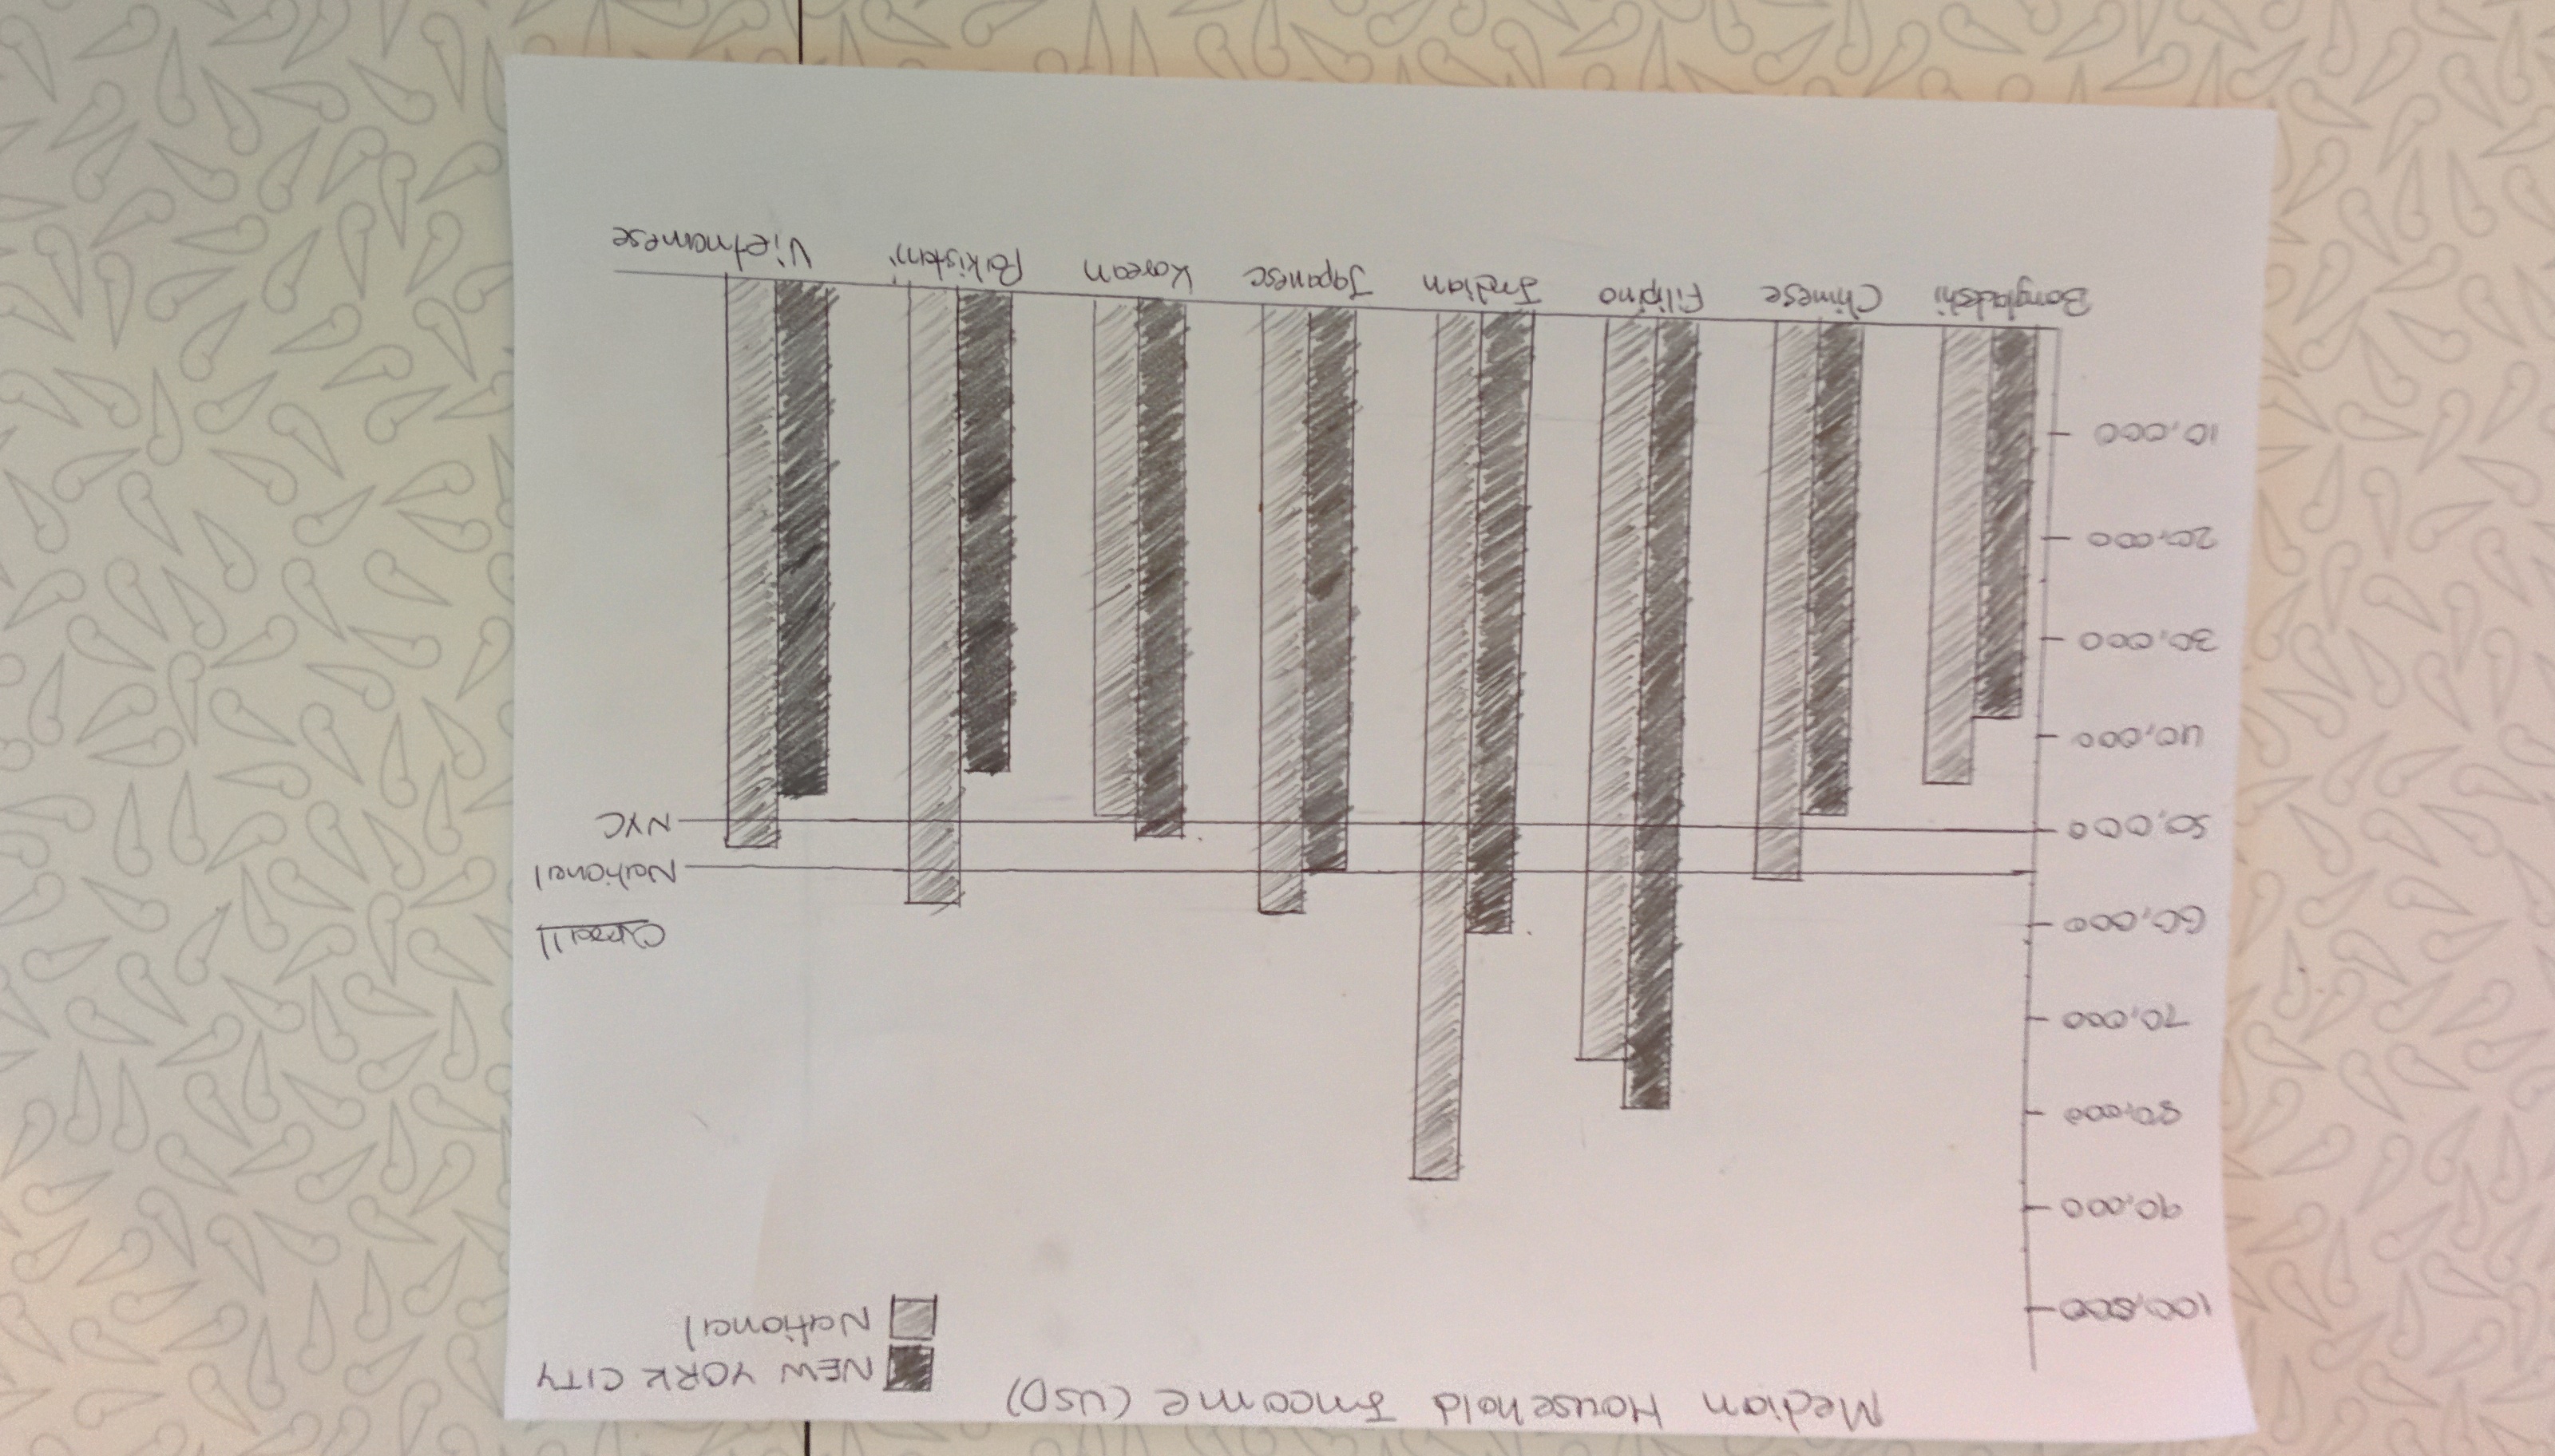 Median Household Income (USD)
NEW YORK CITY
National
100,000
90,000
80,000
70,000
60,000
50,000
40,000
30,000
20,000
10,000
Overall
National
NYC
Bangladeshi
Chinese
Filipino
Indian
Japanese
Korean
Pakistani
Vietnamese